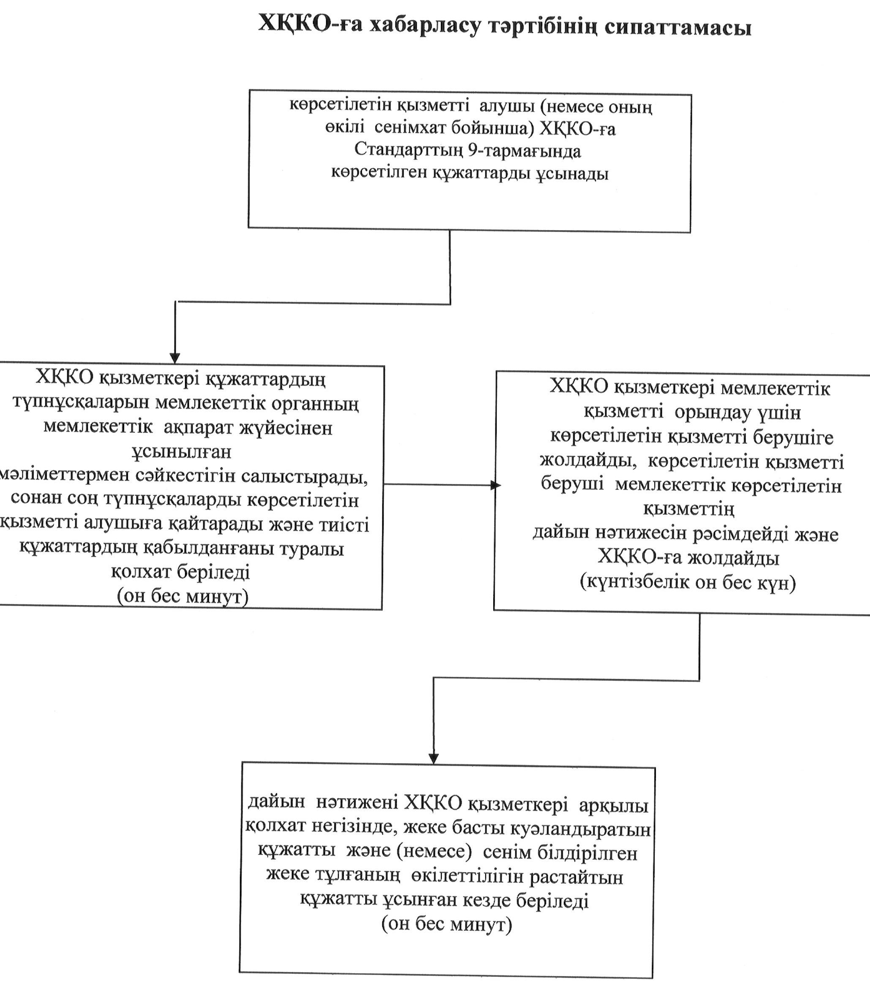 ХҚКО-ға хабарласу тәртібінің сипаттамасы
көрсетілетін қызметті алушы (немесе оның
өкілі сенімхат бойынша) ХҚКО-ға
Стандарттың 9-тармағында
көрсетілген құжаттарды ұсынады
ХҚКО қызметкері құжаттардың
түпнұсқаларын мемлекеттік органның
мемлекеттік ақпарат жүйесінен
ұсынылған
мәліметтермен сәйкестігін салыстырады,
сонан соң түпнұсқаларды көрсетілетін
қызметті алушыға қайтарады және тиісті
құжаттардың қабылданғаны туралы
қолхат беріледі
(он бес минут)
ХҚКО қызметкері мемлекеттік
қызметті орындау үшін
көрсетілетін қызметті берушіге
жолдайды, көрсетілетін қызметті
беруші мемлекеттік көрсетілетін
қызметтің
дайын нәтижесін рәсімдейді және
ХҚКО-ға жолдайды
(күнтізбелік он бес күн)
дайын нәтижені ХҚКО қызметкері арқылы
қолхат негізінде, жеке басты куәландыратын
құжатты және (немесе) сенім білдірілген
жеке тұлғаның өкілеттілігін растайтын
құжатты ұсынған кезде беріледі
(он бес минут)